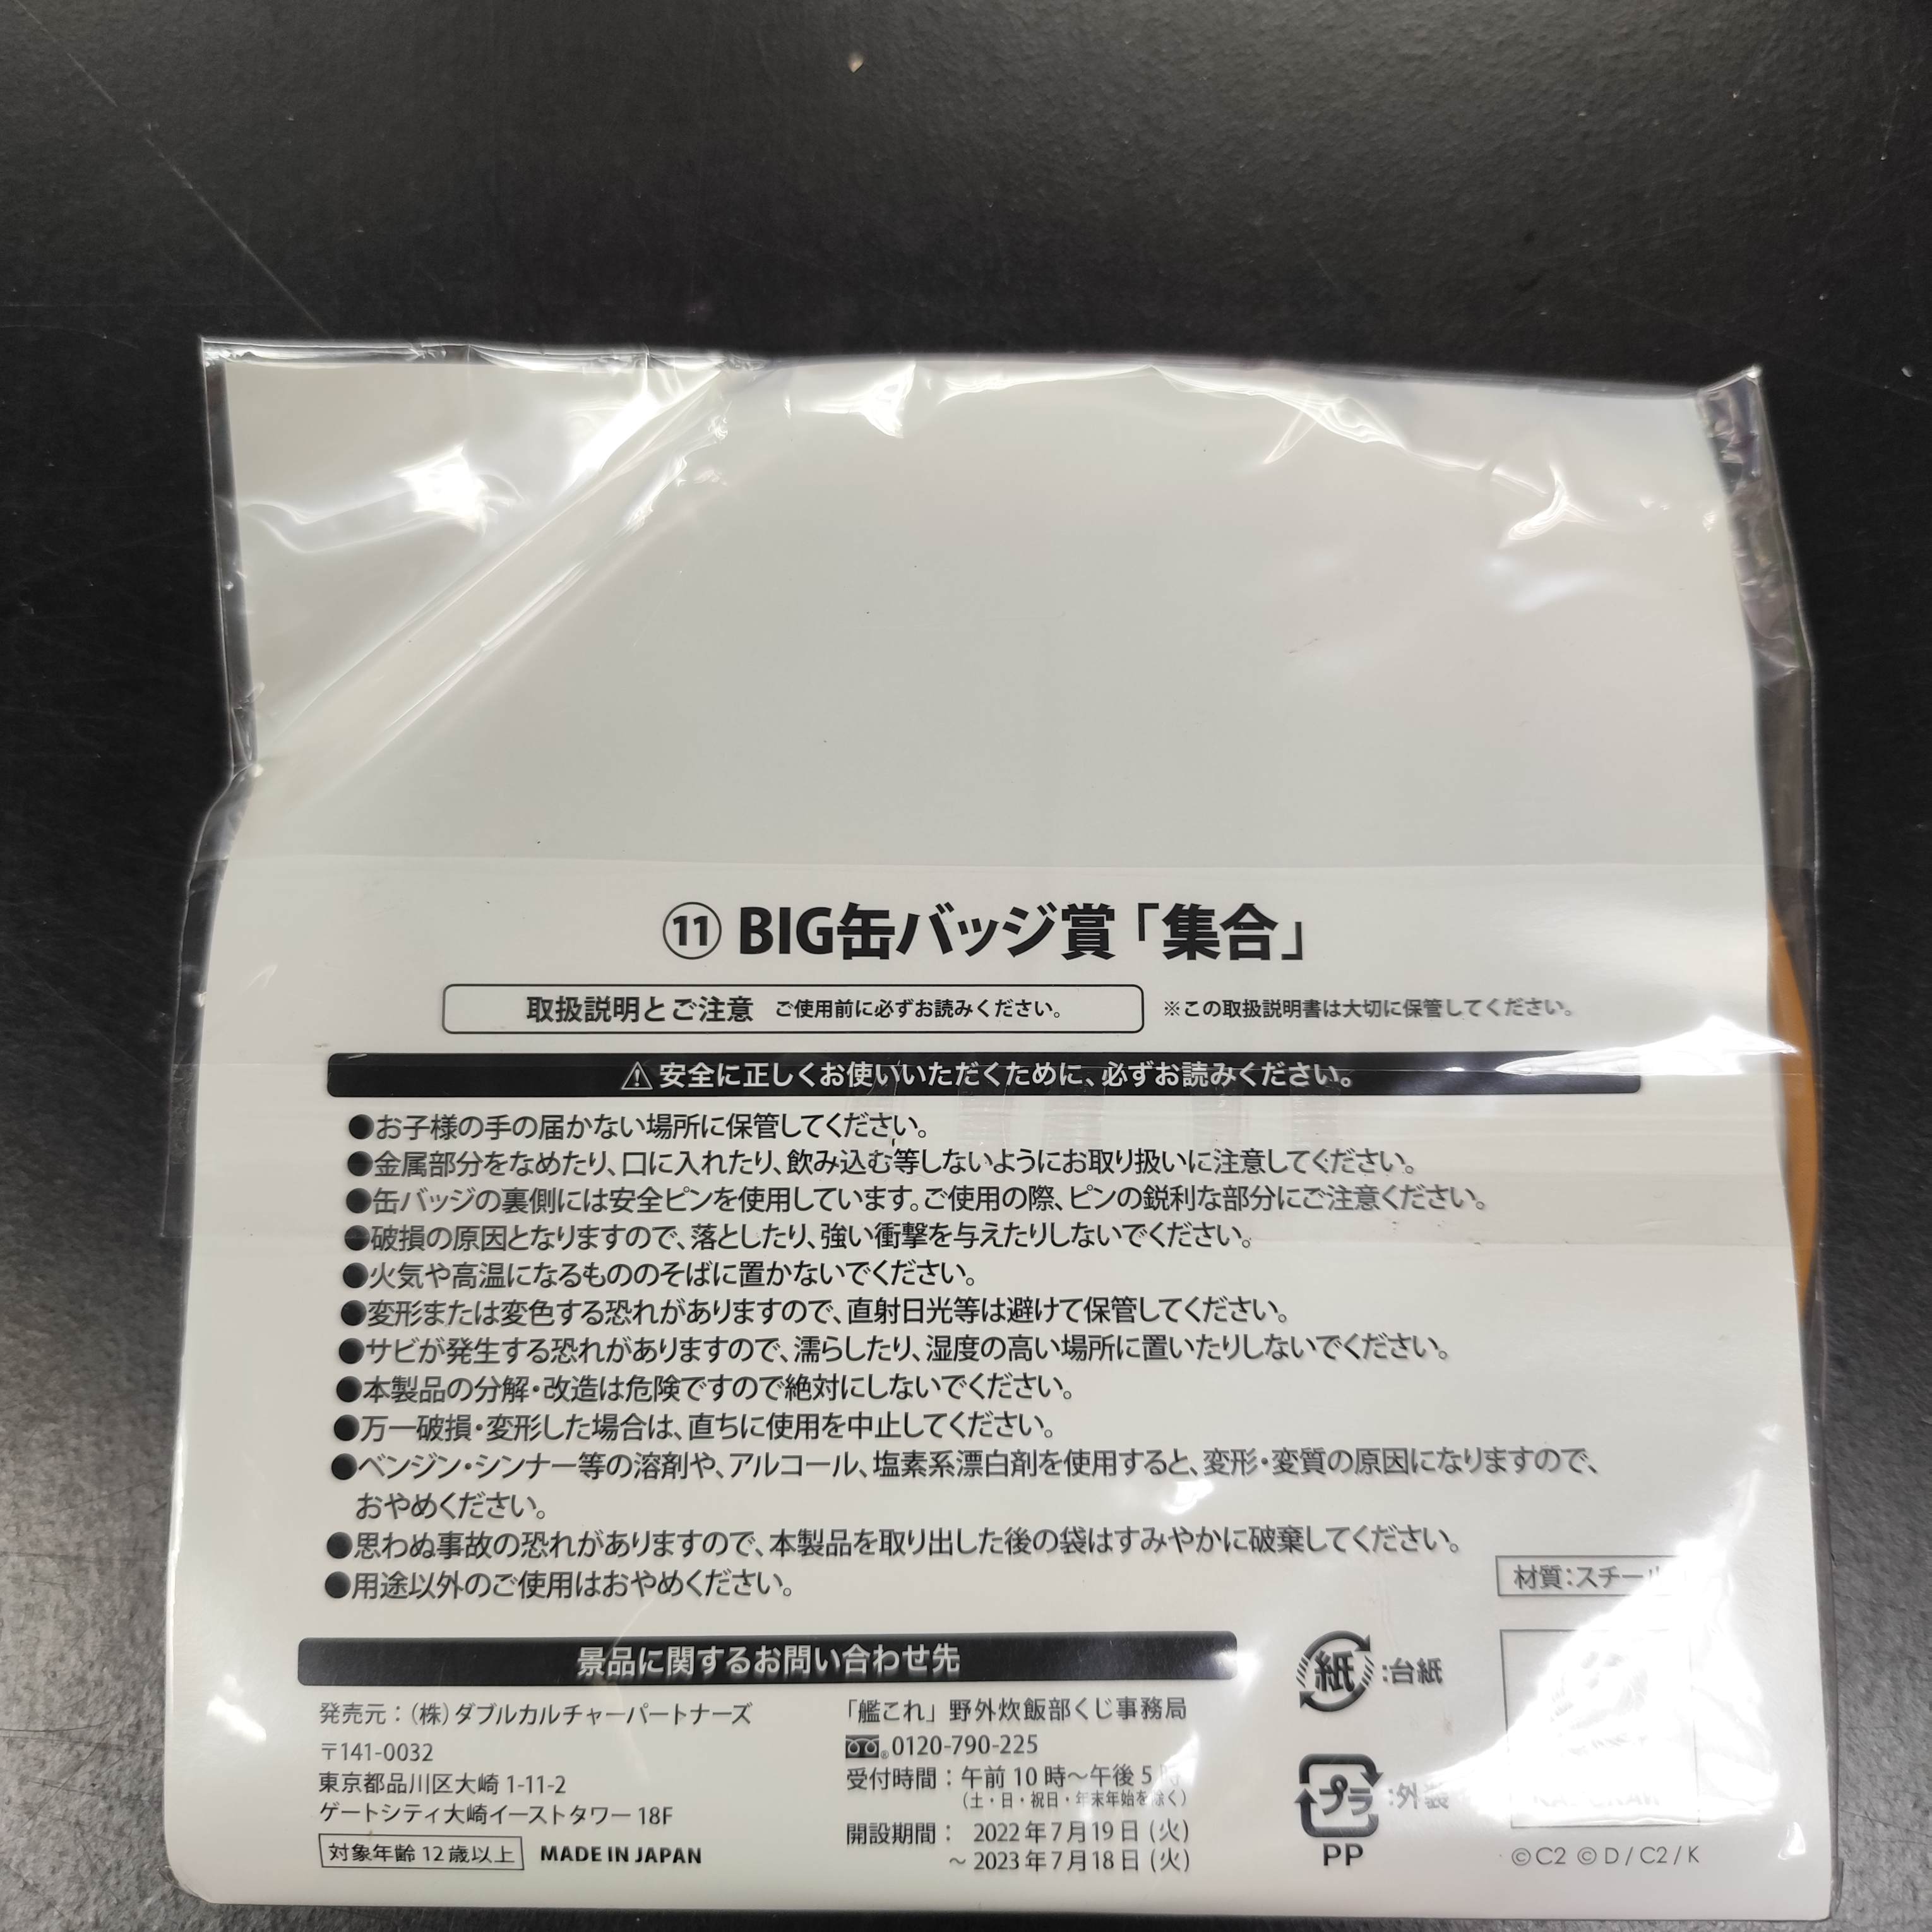 ⑪ BIG缶バッジ賞「集合」
取扱説明とご注意 ご使用前に必ずお読みください。 ※この取扱説明書は大切に保管してください。
⚠安全に正しくお使いいただくために、必ずお読みください。
●お子様の手の届かない場所に保管してください。
●金属部分をなめたり、口に入れたり、飲み込む等しないようにお取り扱いに注意してください。
●缶バッジの裏側には安全ピンを使用しています。ご使用の際、ピンの鋭利な部分にご注意ください。
●破損の原因となりますので、落としたり、強い衝撃を与えたりしないでください。
●火気や高温になるもののそばに置かないでください。
●変形または変色する恐れがありますので、直射日光等は避けて保管してください。
●サビが発生する恐れがありますので、濡らしたり、湿度の高い場所に置いたりしないでください。
●本製品の分解・改造は危険ですので絶対にしないでください。
●万一破損・変形した場合は、直ちに使用を中止してください。
●ベンジン・シンナー等の溶剤や、アルコール、塩素系漂白剤を使用すると、変形・変質の原因になりますので、
おやめください。
●思わぬ事故の恐れがありますので、本製品を取り出した後の袋はすみやかに破棄してください。
●用途以外のご使用はおやめください。
材質：スチール
景品に関するお問い合わせ先
発売元：（株）ダブルカルチャーパートナーズ
〒141-0032
東京都品川区大崎 1-11-2
ゲートシティ大崎イーストタワー 18F
対象年齢 12 歳以上 MADE IN JAPAN
「艦これ」野外炊飯部くじ事務局
®0120-790-225
受付時間：午前 10 時～午後 5 時
（土・日・祝日・年末年始を除く）
開設期間： 2022 年 7 月 19 日（火）
～ 2023 年 7 月 18 日（火）
紙：台紙
プラ：外装
PP
©C2 ©D / C2 / K